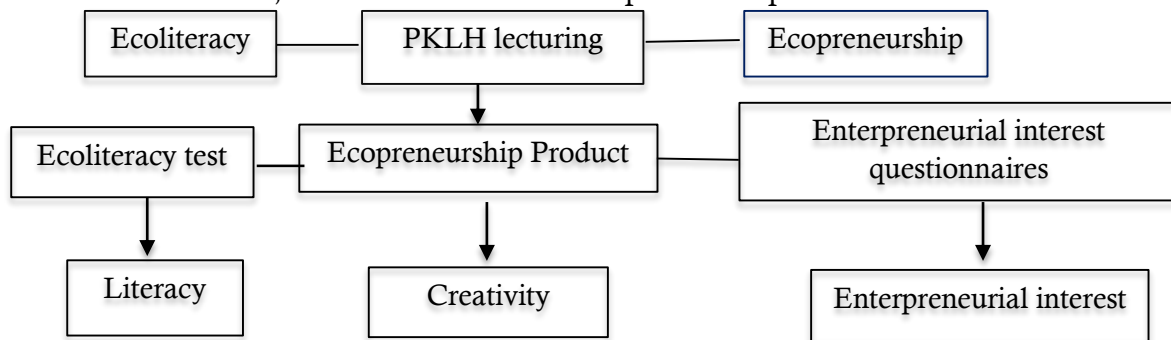 Ecoliteracy
PKLH lecturing
Ecopreneurship
Ecoliteracy test
Ecopreneurship Product
Enterpreneurial interest
questionnaires
Literacy
Creativity
Enterpreneurial interest